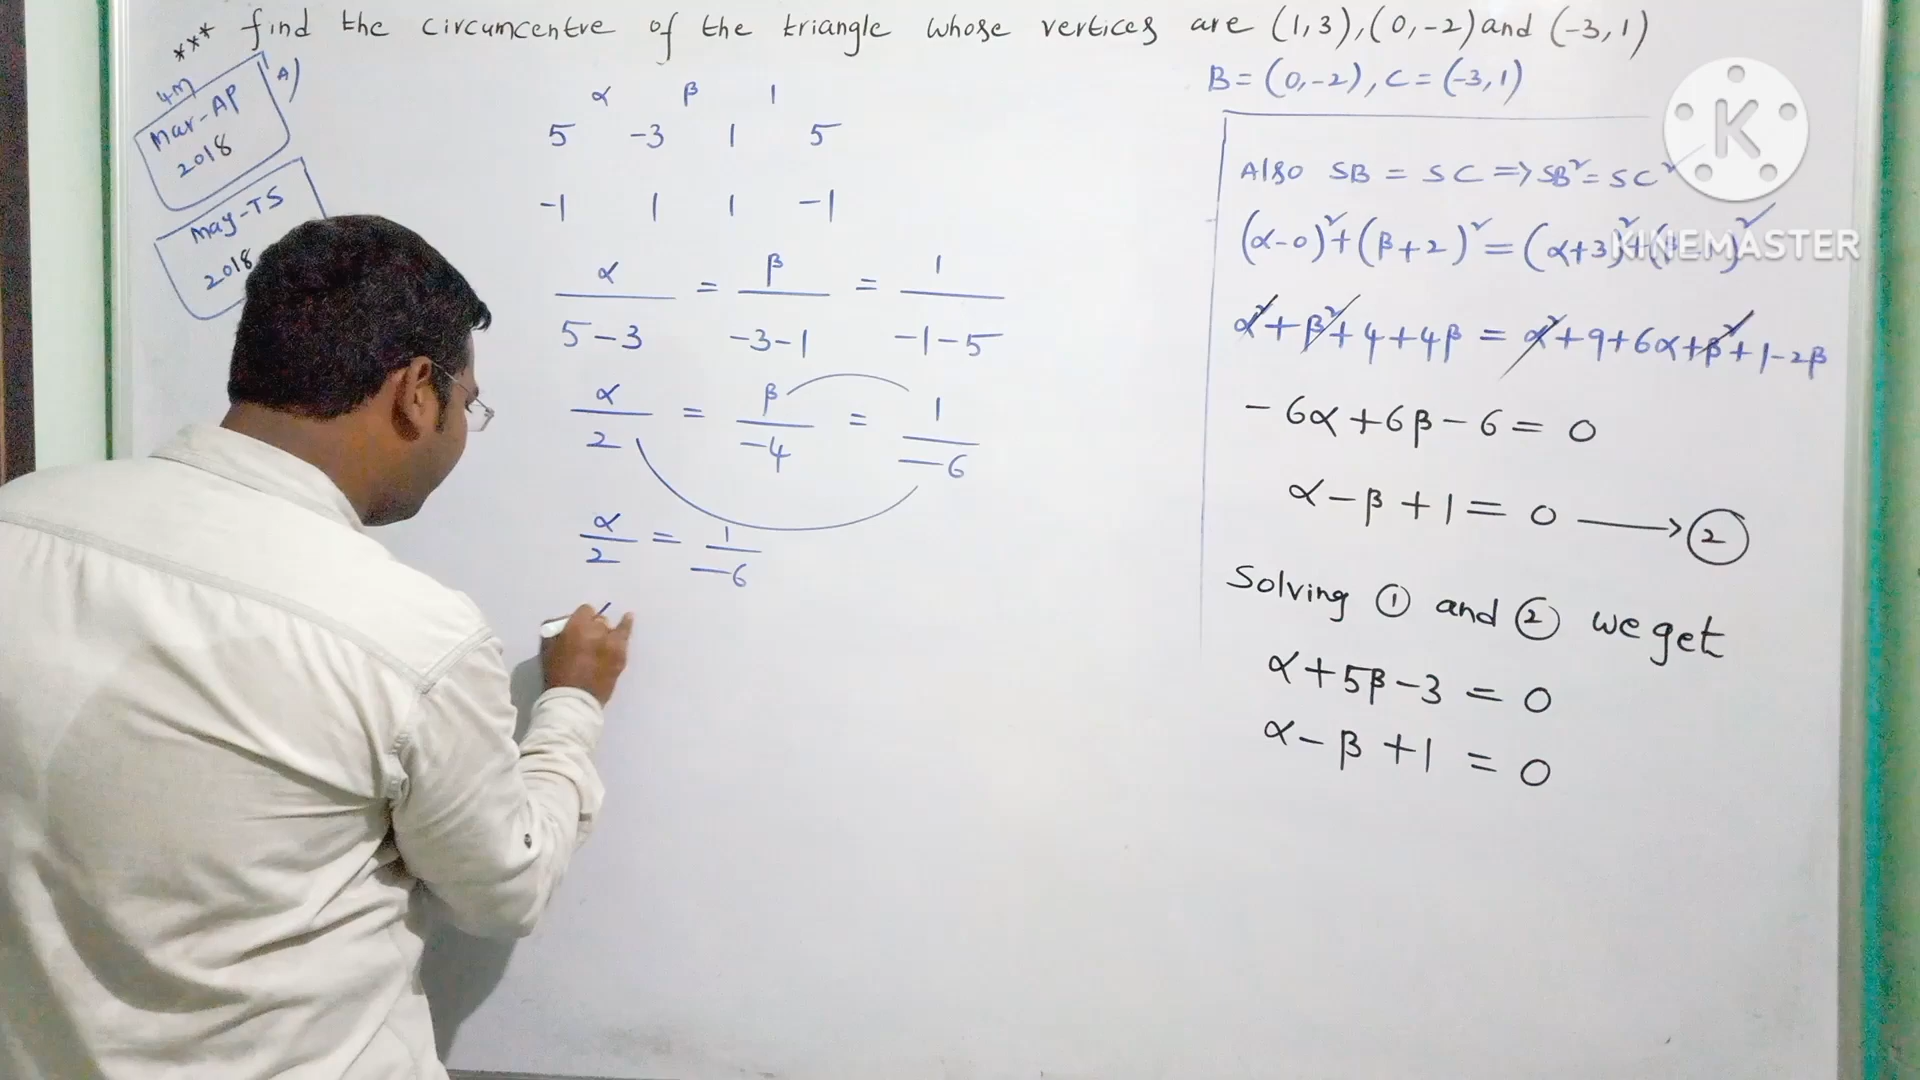 *** find the circumcentre of the triangle whose vertices are (1,3),(0,-2) and (-3,1)
4M
Mar-AP
2018
A)
May-TS
2018
α β 1
5 -3 1 5
-1 1 1 -1
α/5-3 = β/-3-1 = 1/-1-5
α/2 = β/-4 = 1/-6
α/2 = 1/-6
B = (0,-2), C = (-3,1)
Also SB = SC ⇒ SB² = SC²
(α-0)²+(β+2)² = (α+3)²+(β-1)²
α²+β²+4+4β = α²+9+6α+β²+1-2β
-6α+6β-6 = 0
α-β+1 = 0 → ②
Solving ① and ② we get
α+5β-3 = 0
α-β+1 = 0
K
KINEMASTER